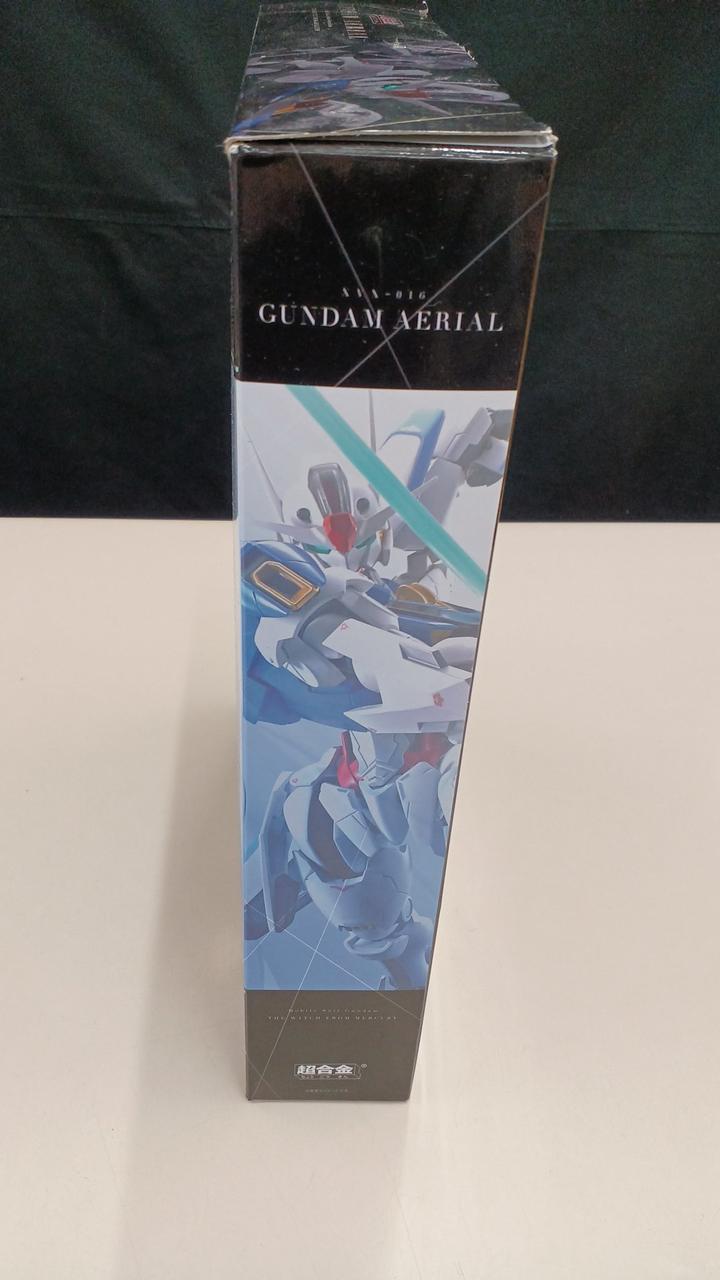 XVX-016
GUNDAM AERIAL
Mobile Suit Gundam
THE WITCH FROM MERCURY
超合金®